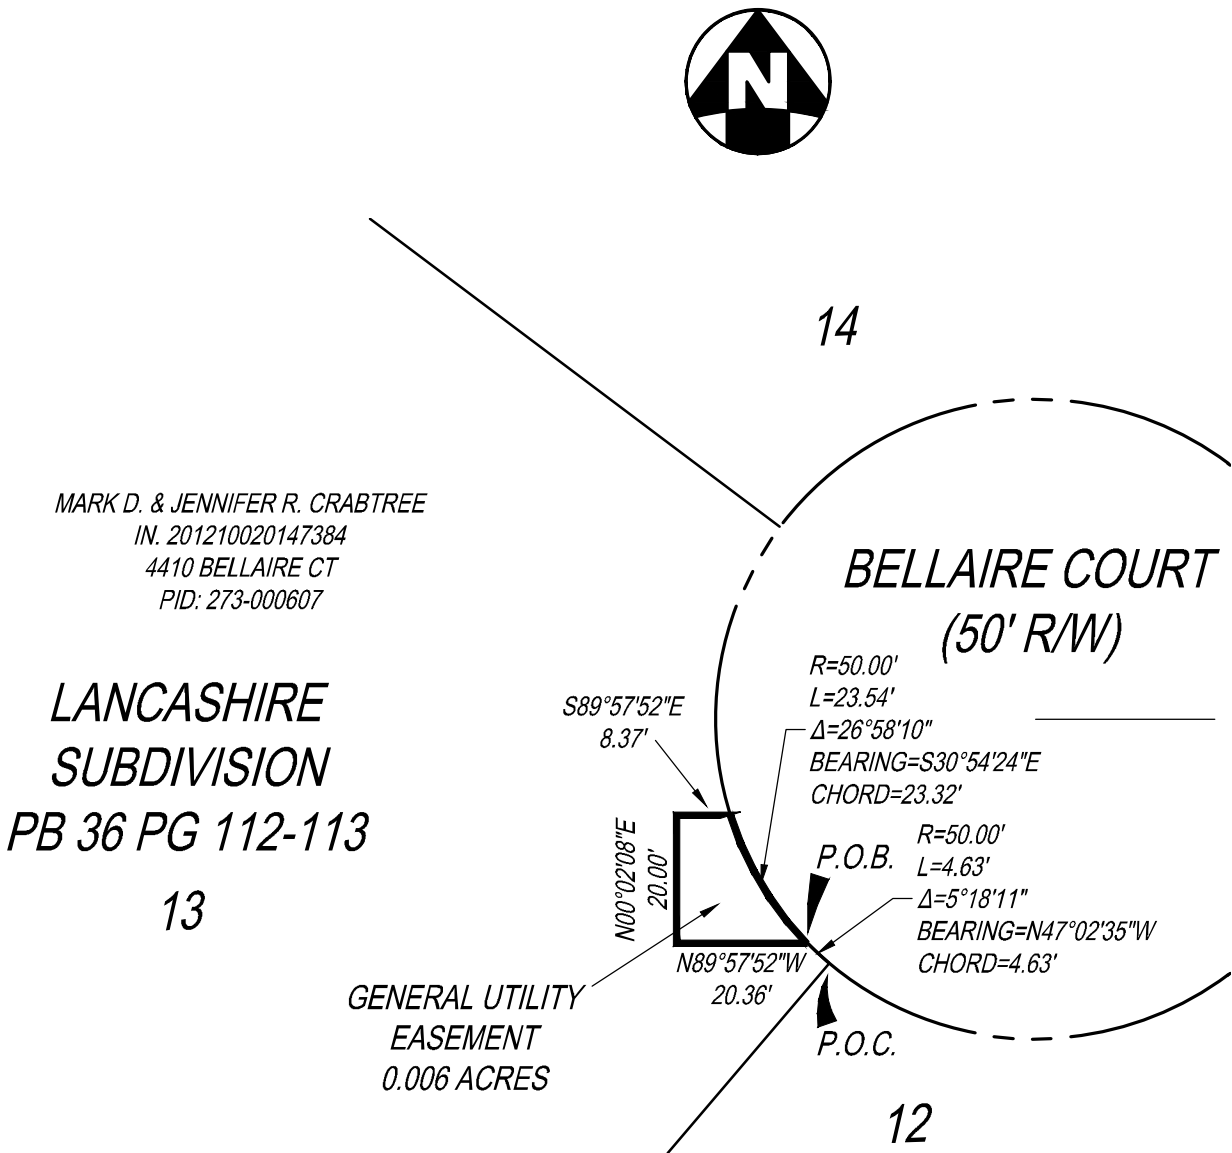 N
14
MARK D. & JENNIFER R. CRABTREE
IN. 201210020147384
4410 BELLAIRE CT
PID: 273-000607
BELLAIRE COURT
(50' R/W)
LANCASHIRE
SUBDIVISION
PB 36 PG 112-113
13
S89°57'52"E
8.37'
R=50.00'
L=23.54'
Δ=26°58'10"
BEARING=S30°54'24"E
CHORD=23.32'
N00°02'08"E
20.00'
P.O.B.
R=50.00'
L=4.63'
Δ=5°18'11"
BEARING=N47°02'35"W
CHORD=4.63'
N89°57'52"W
20.36'
GENERAL UTILITY
EASEMENT
0.006 ACRES
P.O.C.
12